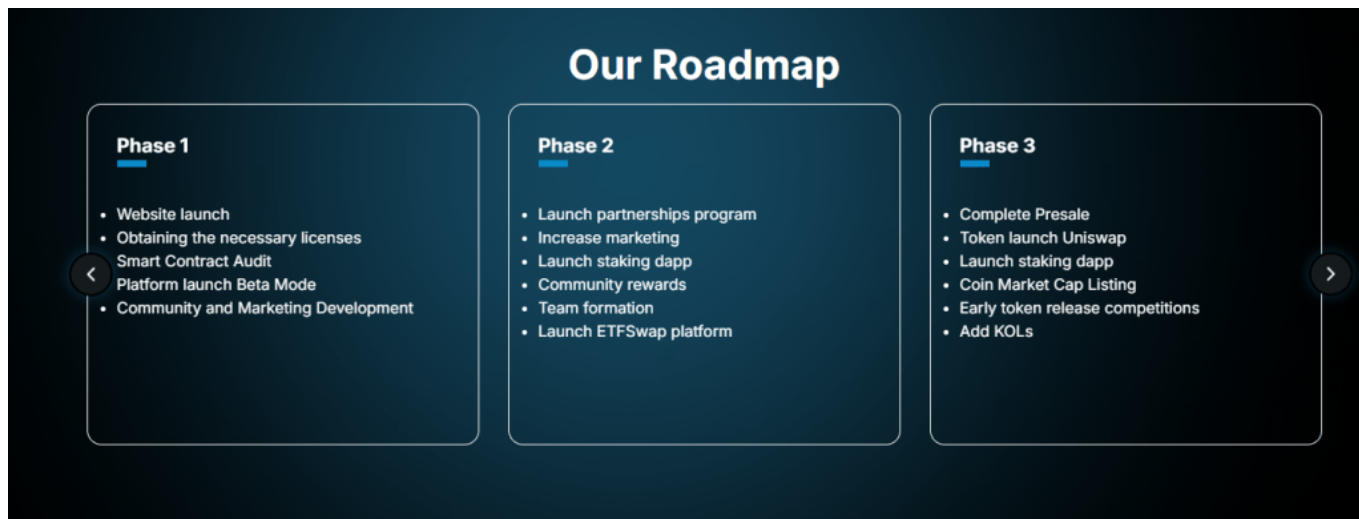 Our Roadmap
Phase 1
Website launch
Obtaining the necessary licenses
Smart Contract Audit
Platform launch Beta Mode
Community and Marketing Development
Phase 2
Launch partnerships program
Increase marketing
Launch staking dapp
Community rewards
Team formation
Launch ETFSwap platform
Phase 3
Complete Presale
Token launch Uniswap
Launch staking dapp
Coin Market Cap Listing
Early token release competitions
Add KOLs